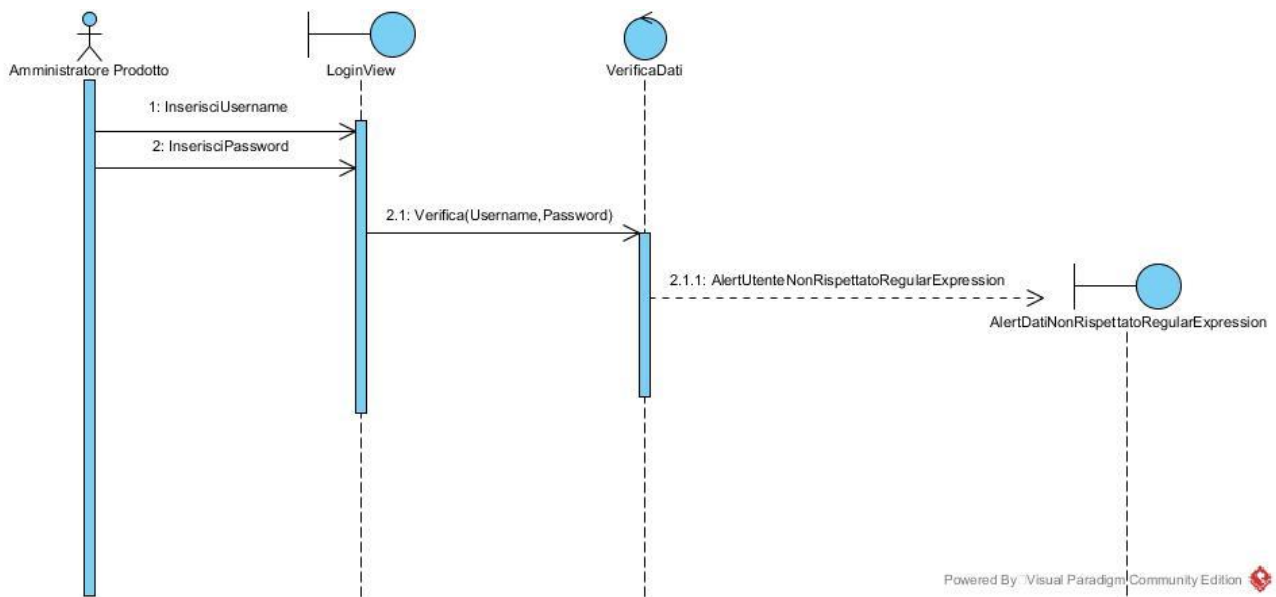 Amministratore Prodotto
LoginView
VerificaDati
1: InserisciUsername
2: InserisciPassword
2.1: Verifica(Username,Password)
2.1.1: AlertUtenteNonRispettatoRegularExpression
AlertDatiNonRispettatoRegularExpression
Powered By Visual Paradigm Community Edition